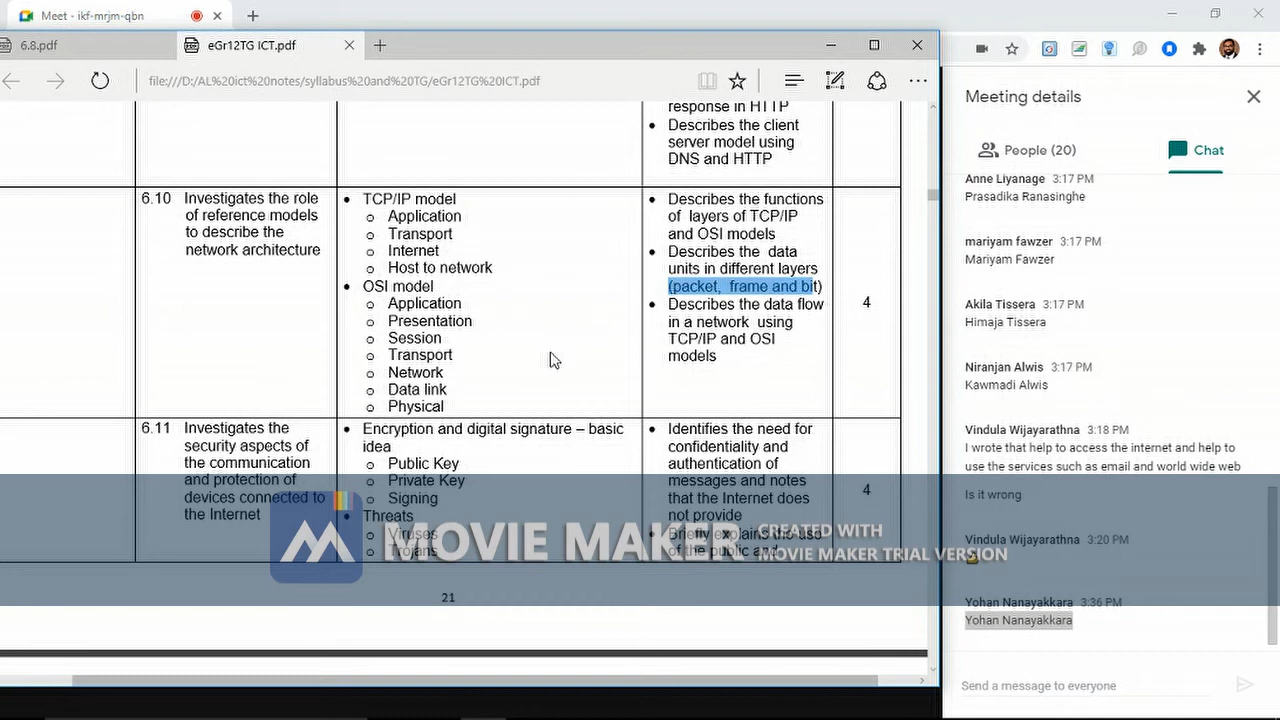 Meet - ikf-mrjm-qbn
6.8.pdf
eGr12TG ICT.pdf
file:///D:/AL%20ict%20notes/syllabus%20and%20TG/eGr12TG%20ICT.pdf
response in HTTP
• Describes the client
server model using
DNS and HTTP
6.10 Investigates the role
of reference models
to describe the
network architecture
• TCP/IP model
o Application
o Transport
o Internet
o Host to network
• OSI model
o Application
o Presentation
o Session
o Transport
o Network
o Data link
o Physical
• Describes the functions
of layers of TCP/IP
and OSI models
• Describes the data
units in different layers
(packet, frame and bit)
• Describes the data flow
in a network using
TCP/IP and OSI
models
4
6.11 Investigates the
security aspects of
the communication
and protection of
devices connected to
the Internet
• Encryption and digital signature – basic
idea
o Public Key
o Private Key
o Signing
• Threats
o Viruses
o Trojans
• Identifies the need for
confidentiality and
authentication of
messages and notes
that the Internet does
not provide
• Briefly explains the use
of the public and
4
21
MOVIE MAKER
CREATED WITH
MOVIE MAKER TRIAL VERSION
Meeting details
People (20)
Chat
Anne Liyanage 3:17 PM
Prasadika Ranasinghe
mariyam fawzer 3:17 PM
Mariyam Fawzer
Akila Tissera 3:17 PM
Himaja Tissera
Niranjan Alwis 3:17 PM
Kawmadi Alwis
Vindula Wijayarathna 3:18 PM
I wrote that help to access the internet and help to
use the services such as email and world wide web
Is it wrong
Vindula Wijayarathna 3:20 PM
Yohan Nanayakkara 3:36 PM
Yohan Nanayakkara
Send a message to everyone